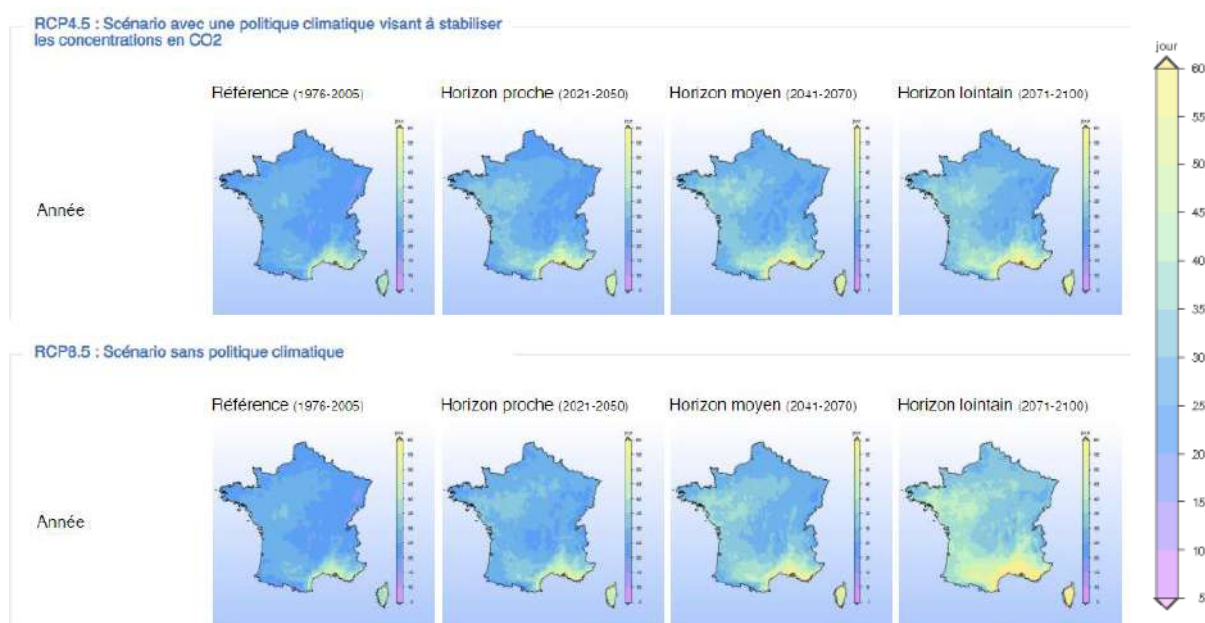 RCP4.5 : Scénario avec une politique climatique visant à stabiliser
les concentrations en CO2
jour
60
55
50
45
40
35
30
25
20
15
10
5
Référence (1976-2005)
Horizon proche (2021-2050)
Horizon moyen (2041-2070)
Horizon lointain (2071-2100)
Année
RCP8.5 : Scénario sans politique climatique
Référence (1976-2005)
Horizon proche (2021-2050)
Horizon moyen (2041-2070)
Horizon lointain (2071-2100)
Année